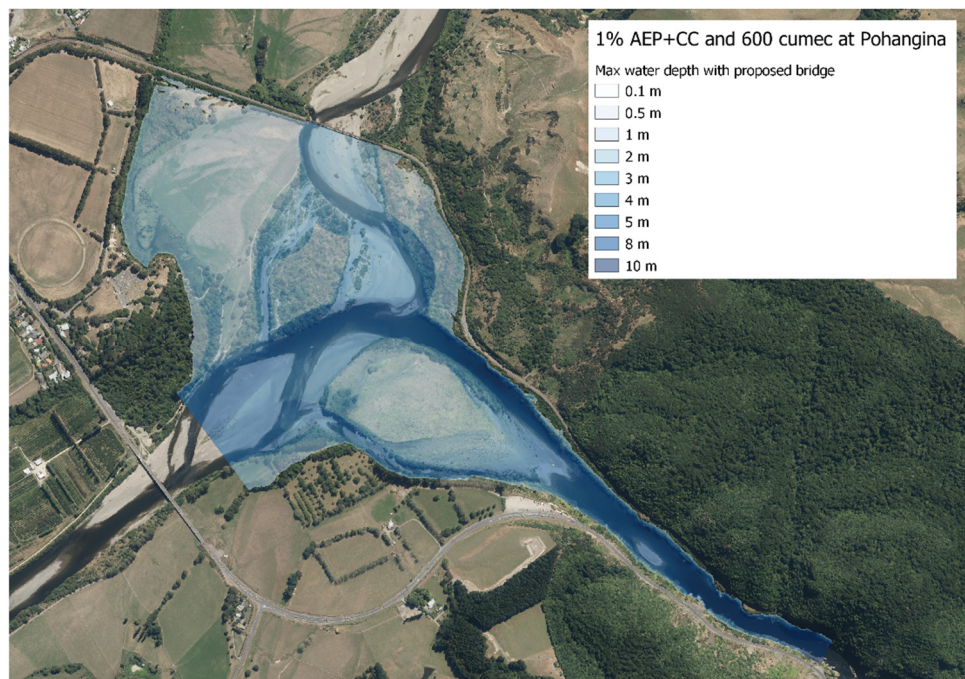 1% AEP+CC and 600 cumec at Pohangina
Max water depth with proposed bridge
0.1 m
0.5 m
1 m
2 m
3 m
4 m
5 m
8 m
10 m